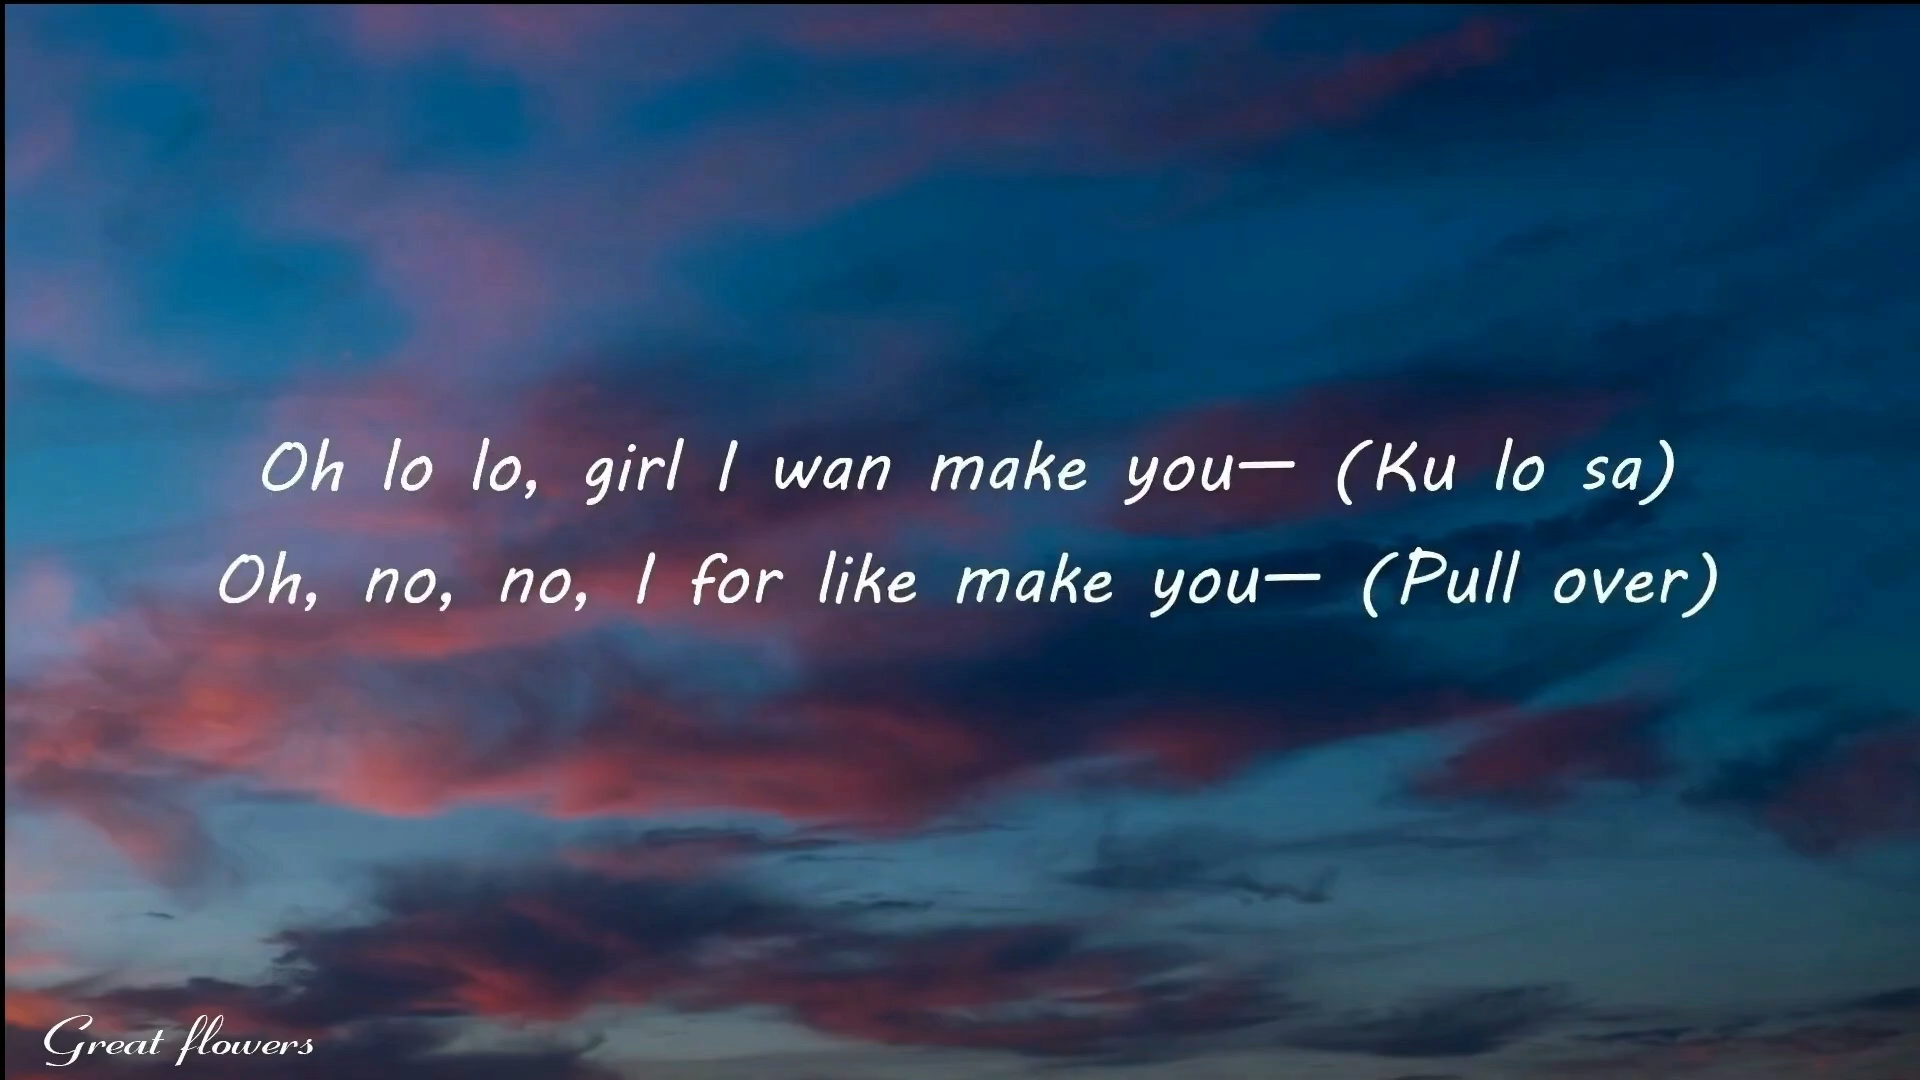 Oh lo lo, girl I wan make you— (Ku lo sa)
Oh, no, no, I for like make you— (Pull over)
Great flowers